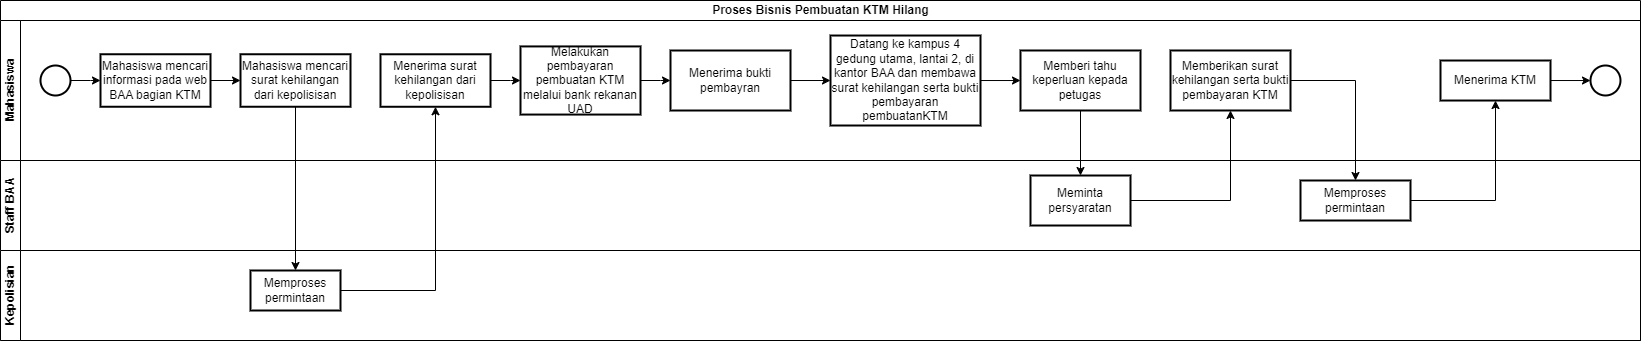 Proses Bisnis Pembuatan KTM Hilang
Mahasiswa
Mahasiswa mencari
informasi pada web
BAA bagian KTM
Mahasiswa mencari
surat kehilangan
dari kepolisisan
Menerima surat
kehilangan dari
kepolisisan
Melakukan
pembayaran
pembuatan KTM
melalui bank rekanan
UAD
Menerima bukti
pembayran
Datang ke kampus 4
gedung utama, lantai 2, di
kantor BAA dan membawa
surat kehilangan serta bukti
pembayaran
pembuatanKTM
Memberi tahu
keperluan kepada
petugas
Memberikan surat
kehilangan serta bukti
pembayaran KTM
Menerima KTM
Staff BAA
Meminta
persyaratan
Memproses
permintaan
Kepolisian
Memproses
permintaan